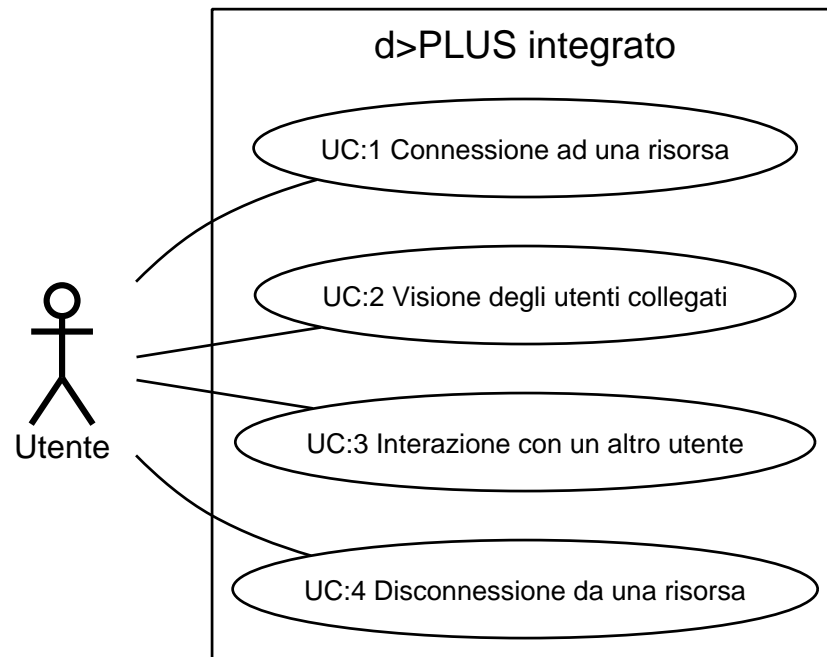 d>PLUS integrato
UC:1 Connessione ad una risorsa
UC:2 Visione degli utenti collegati
UC:3 Interazione con un altro utente
Utente
UC:4 Disconnessione da una risorsa